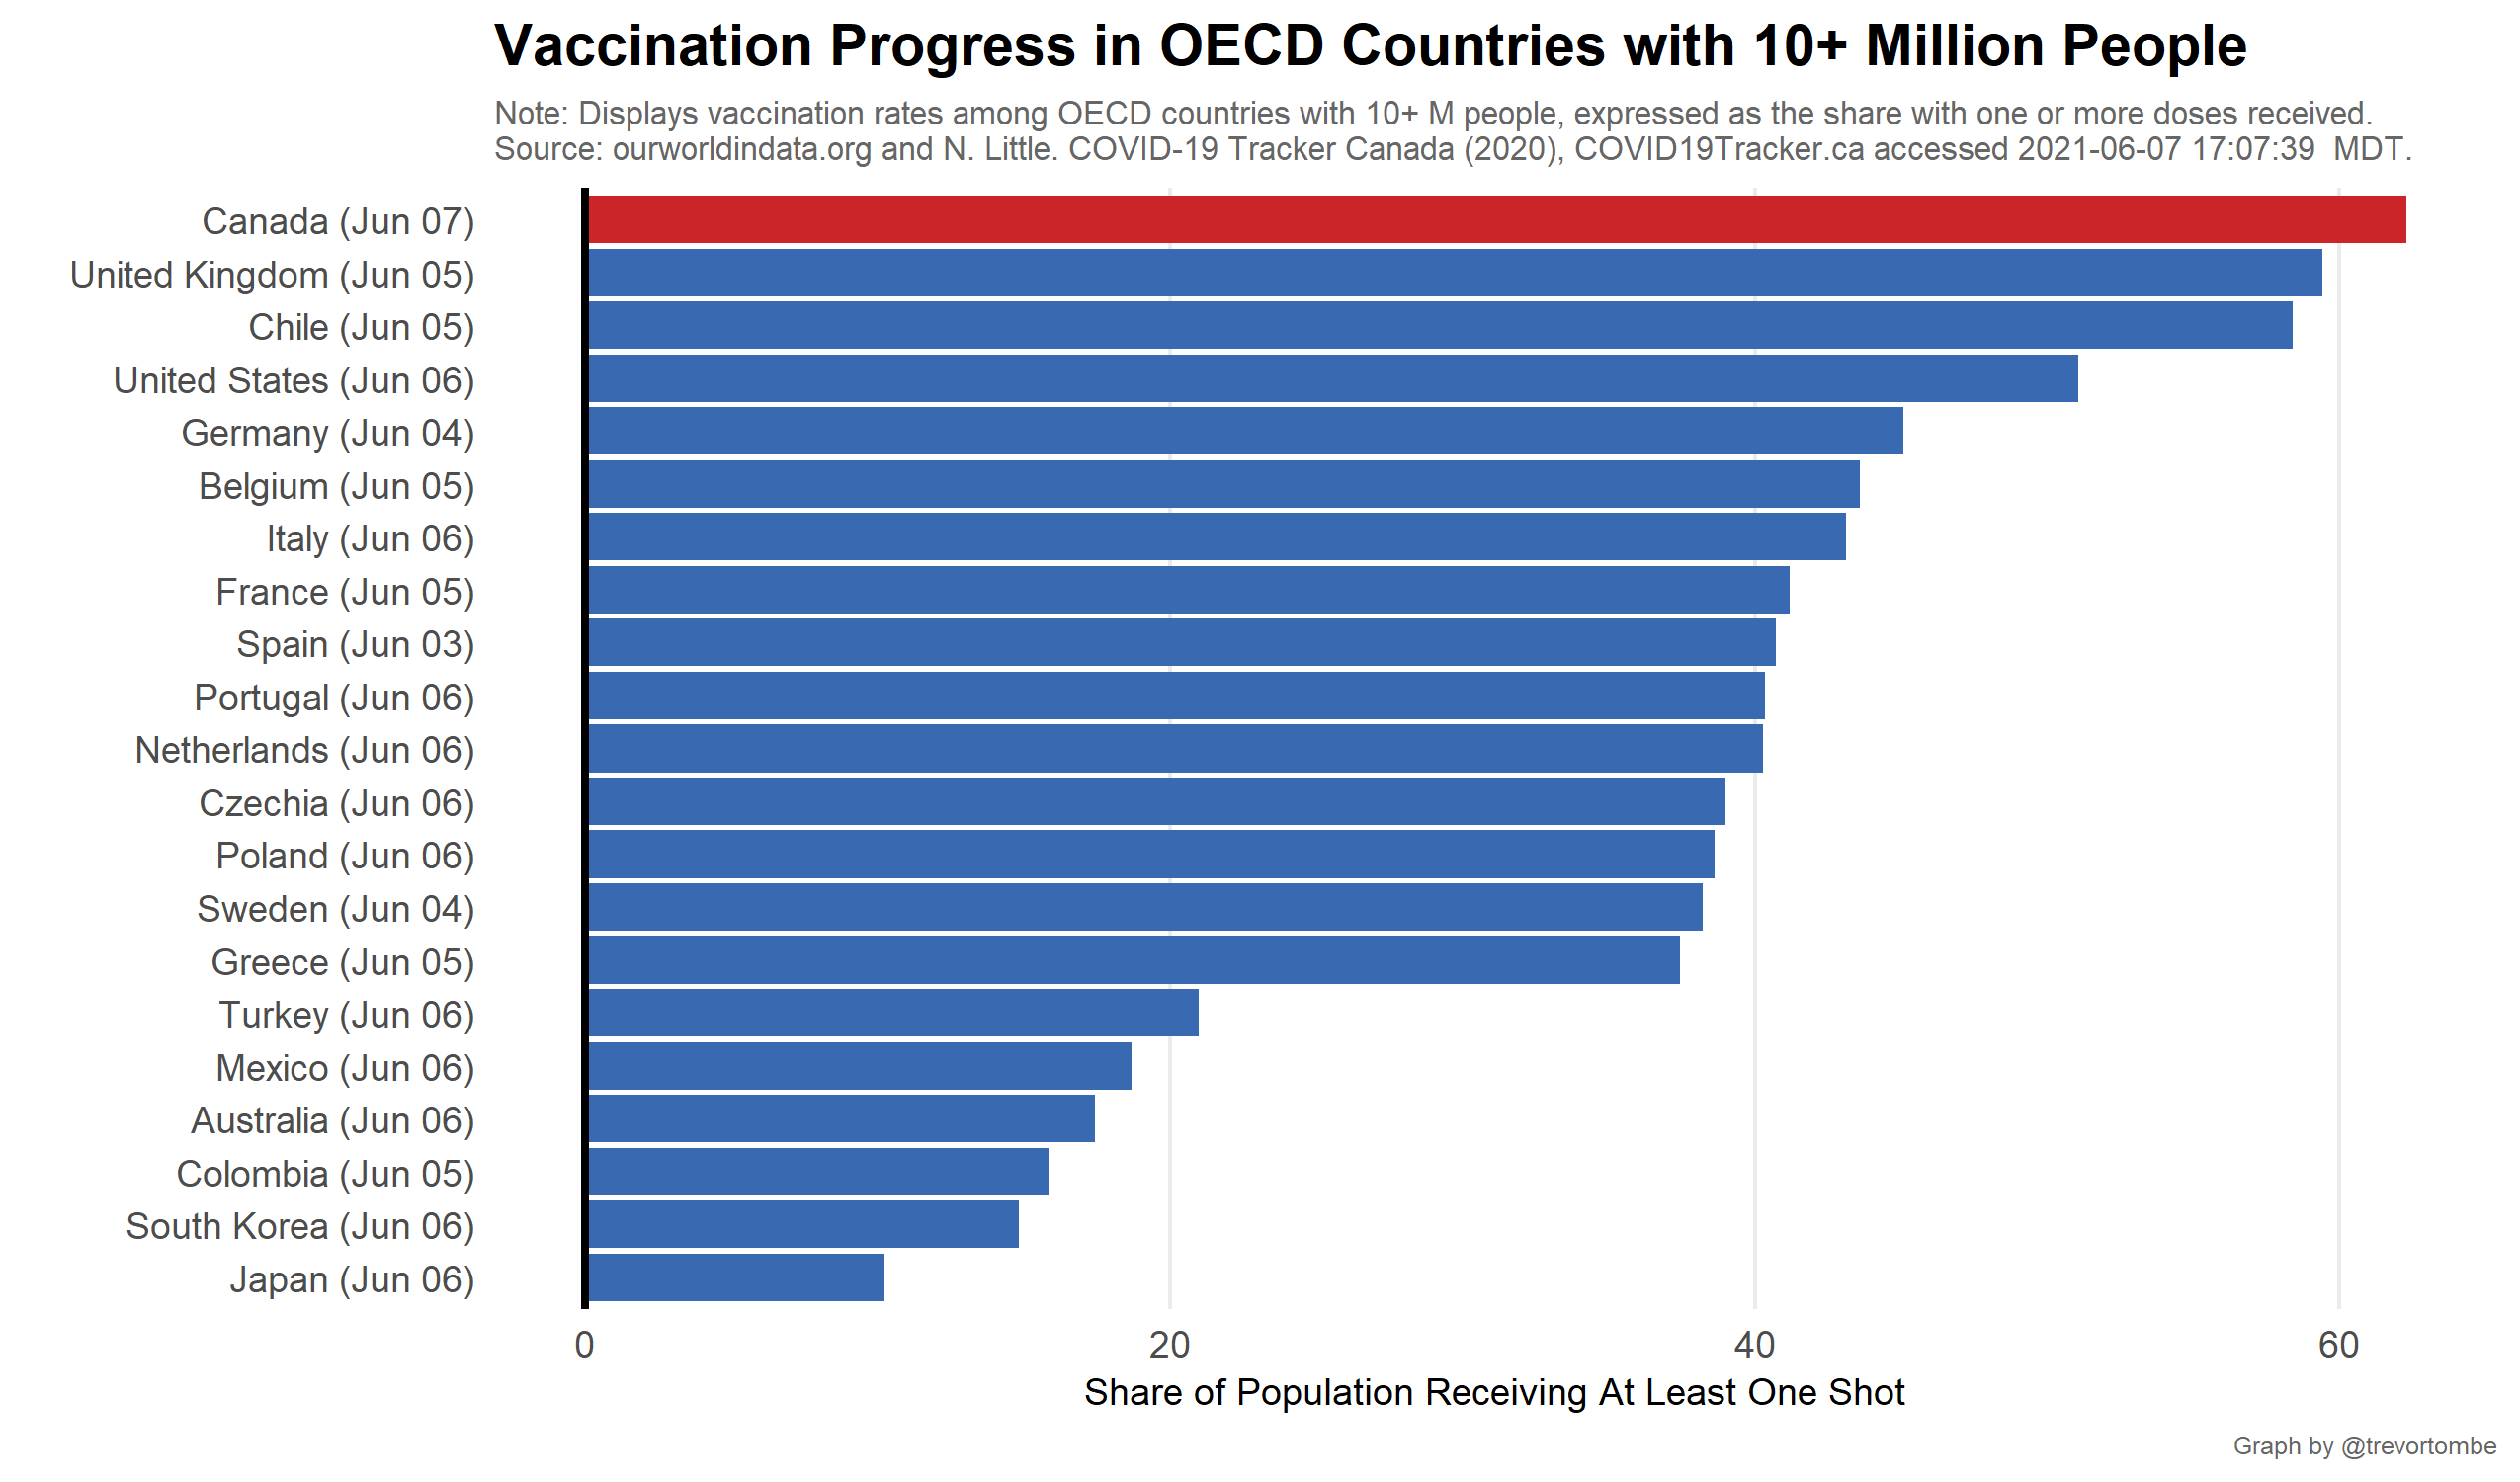 Vaccination Progress in OECD Countries with 10+ Million People
Note: Displays vaccination rates among OECD countries with 10+ M people, expressed as the share with one or more doses received.
Source: ourworldindata.org and N. Little. COVID-19 Tracker Canada (2020), COVID19Tracker.ca accessed 2021-06-07 17:07:39  MDT.
Canada (Jun 07)
United Kingdom (Jun 05)
Chile (Jun 05)
United States (Jun 06)
Germany (Jun 04)
Belgium (Jun 05)
Italy (Jun 06)
France (Jun 05)
Spain (Jun 03)
Portugal (Jun 06)
Netherlands (Jun 06)
Czechia (Jun 06)
Poland (Jun 06)
Sweden (Jun 04)
Greece (Jun 05)
Turkey (Jun 06)
Mexico (Jun 06)
Australia (Jun 06)
Colombia (Jun 05)
South Korea (Jun 06)
Japan (Jun 06)
0 20 40 60
Share of Population Receiving At Least One Shot
Graph by @trevortombe